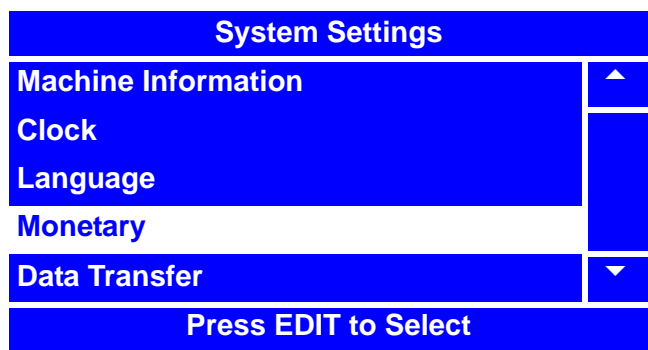 System Settings
Machine Information
Clock
Language
Monetary
Data Transfer
Press EDIT to Select